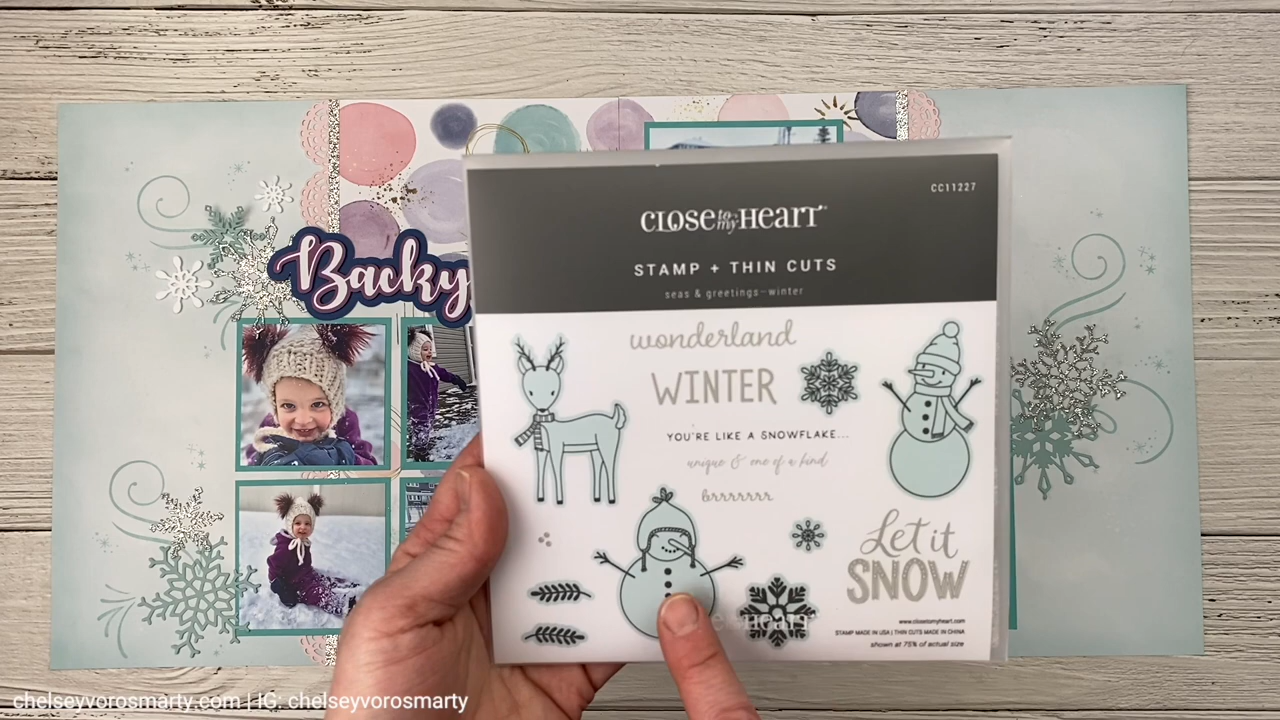 CC11227
CLOSE to my HEART
STAMP + THIN CUTS
seas & greetings—winter
Backy
wonderland
WINTER
YOU'RE LIKE A SNOWFLAKE...
unique & one of a kind
brrrrrrr
Let it
SNOW
www.closetomyheart.com
STAMP MADE IN USA | THIN CUTS MADE IN CHINA
shown at 75% of actual size
chelseyvorosmarty.com | IG: chelseyvorosmarty